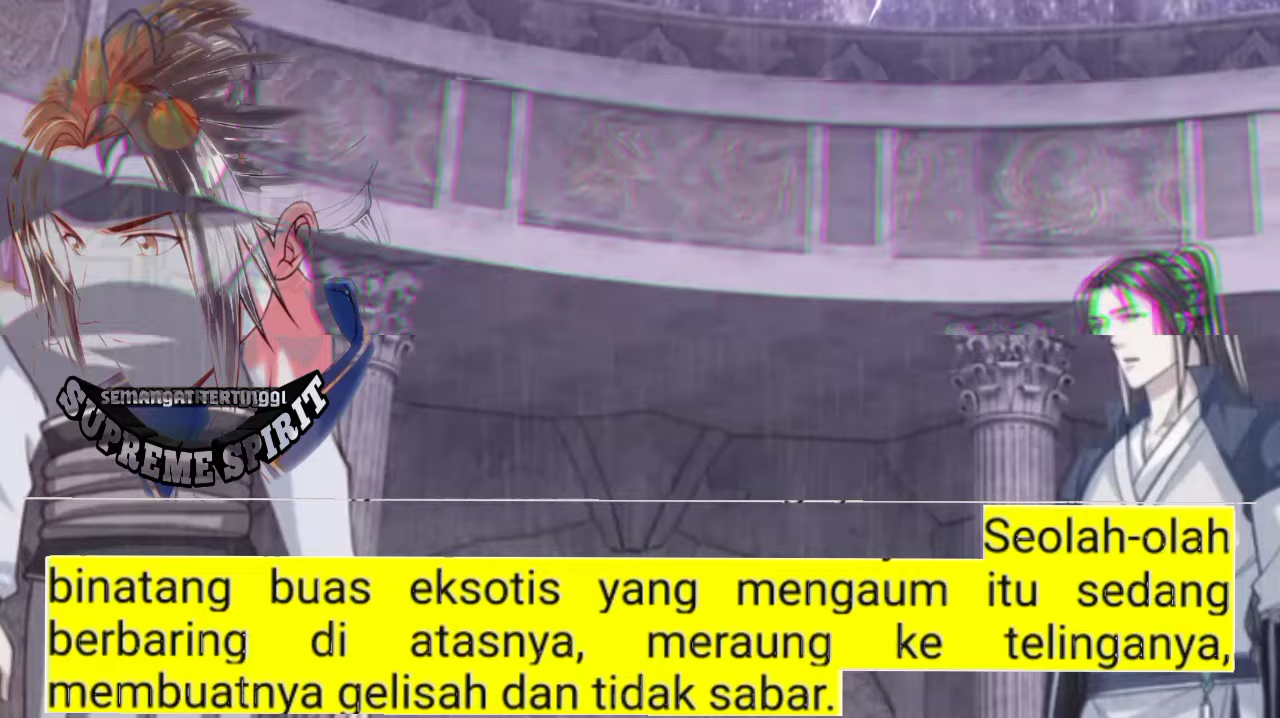 SEMANGAT TERTINGGI
SUPREME SPIRIT
Seolah-olah
binatang buas eksotis yang mengaum itu sedang
berbaring di atasnya, meraung ke telinganya,
membuatnya gelisah dan tidak sabar.